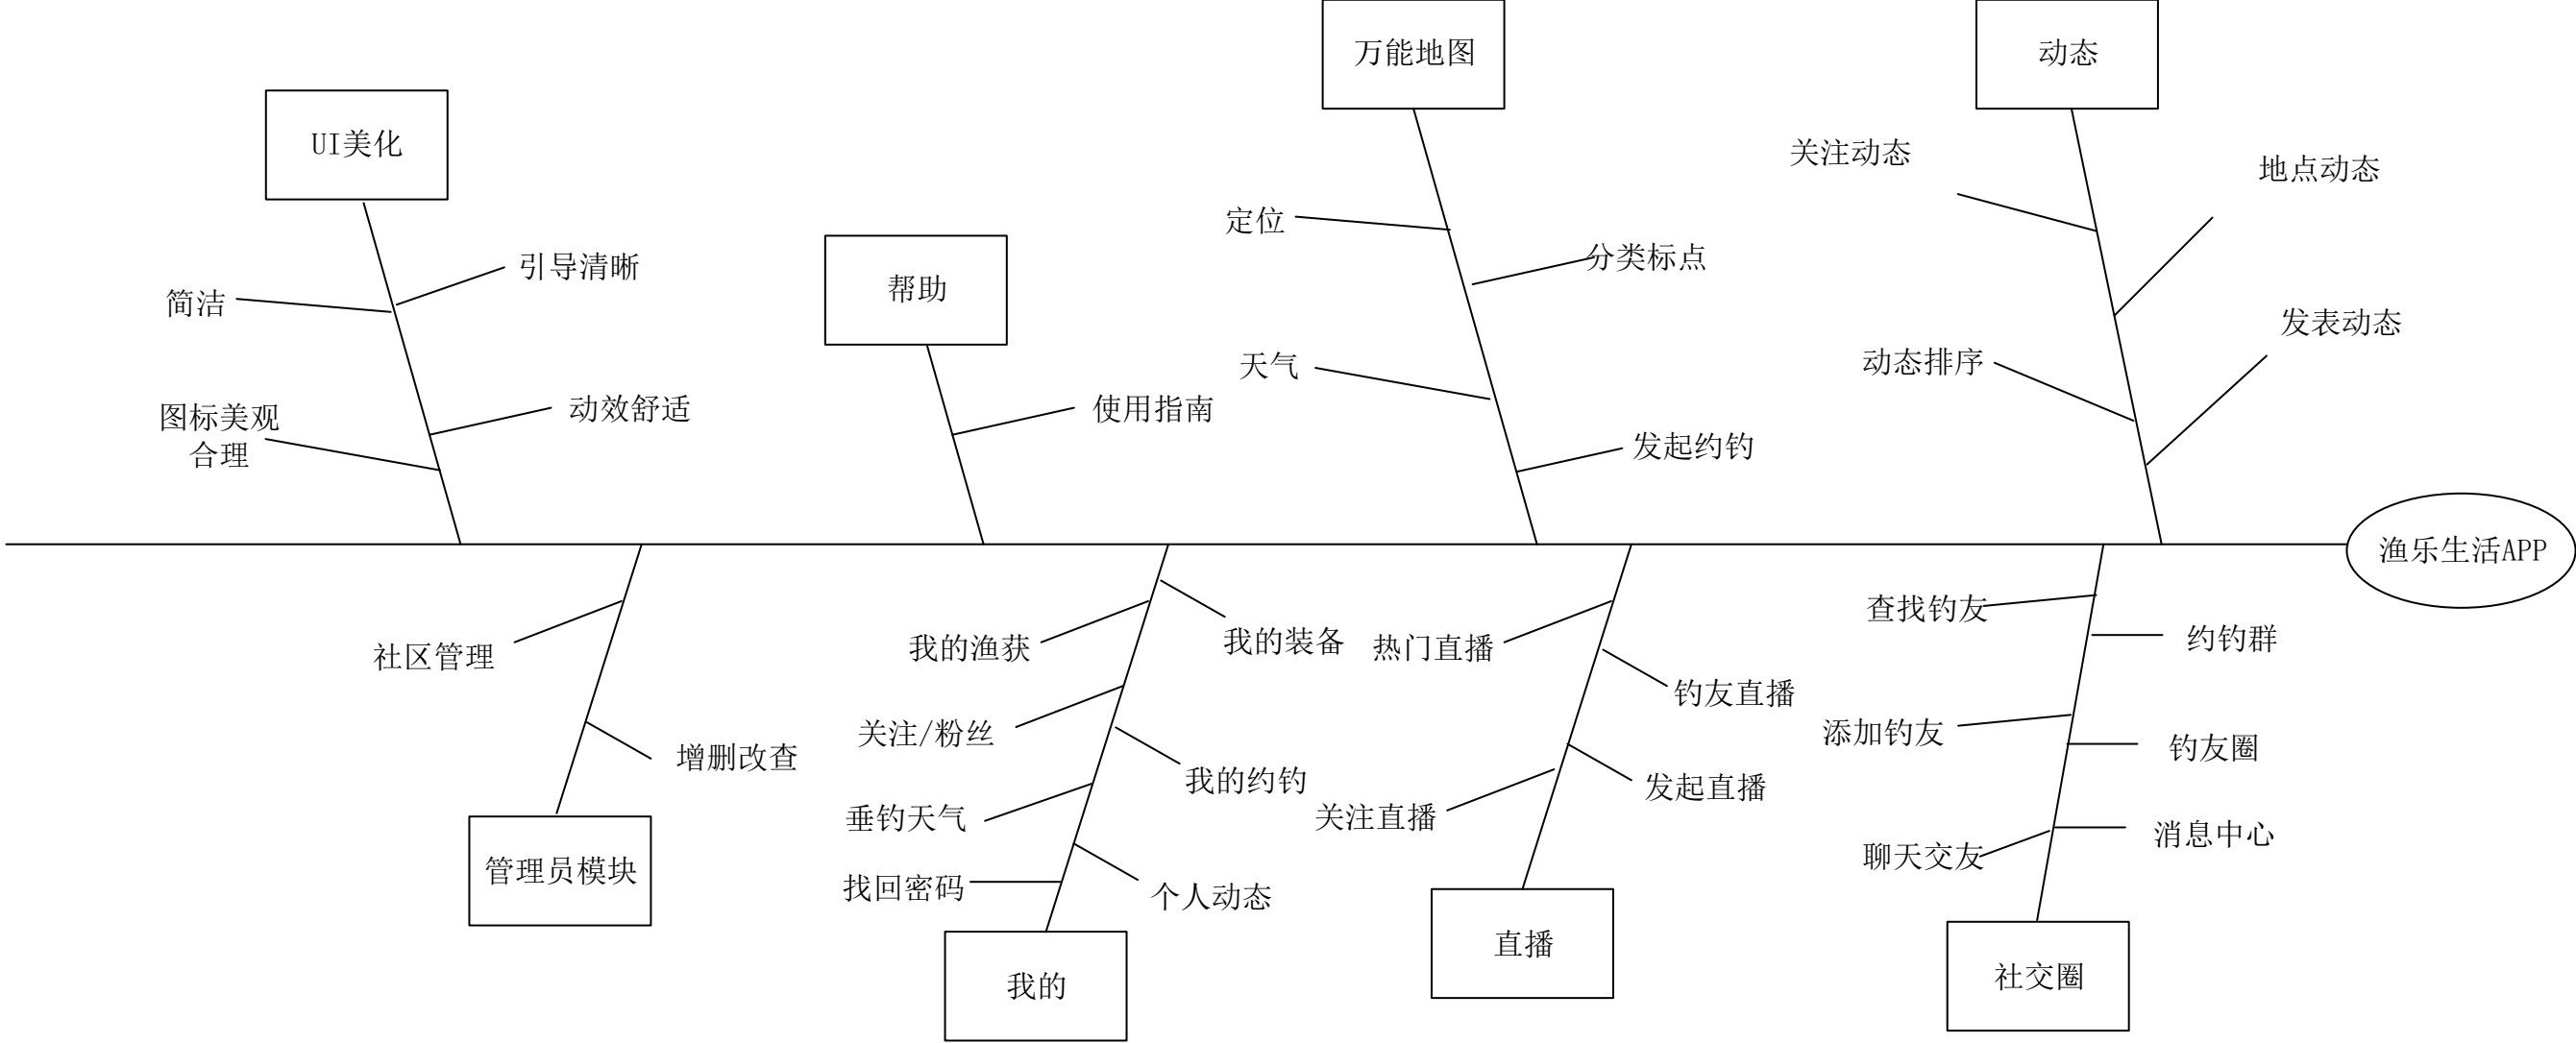 万能地图
动态
UI美化
关注动态
地点动态
定位
引导清晰
分类标点
帮助
简洁
发表动态
天气
动态排序
图标美观
合理
动效舒适
使用指南
发起约钓
渔乐生活APP
查找钓友
约钓群
我的渔获
我的装备
热门直播
社区管理
钓友直播
关注/粉丝
添加钓友
钓友圈
增删改查
我的约钓
发起直播
垂钓天气
关注直播
消息中心
聊天交友
管理员模块
找回密码
个人动态
直播
社交圈
我的